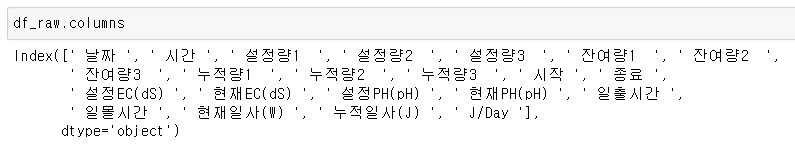 df_raw.columns
Index([' 날짜 ', ' 시간 ', ' 설정량1  ', ' 설정량2  ', ' 설정량3  ', ' 잔여량1  ', ' 잔여량2  ',
' 잔여량3  ', ' 누적량1  ', ' 누적량2  ', ' 누적량3  ', ' 시작 ', ' 종료 ',
' 설정EC(dS) ', ' 현재EC(dS) ', ' 설정PH(pH) ', ' 현재PH(pH) ', ' 일출시간 ',
' 일몰시간 ', ' 현재일사(W) ', ' 누적일사(J) ', ' J/Day '],
dtype='object')